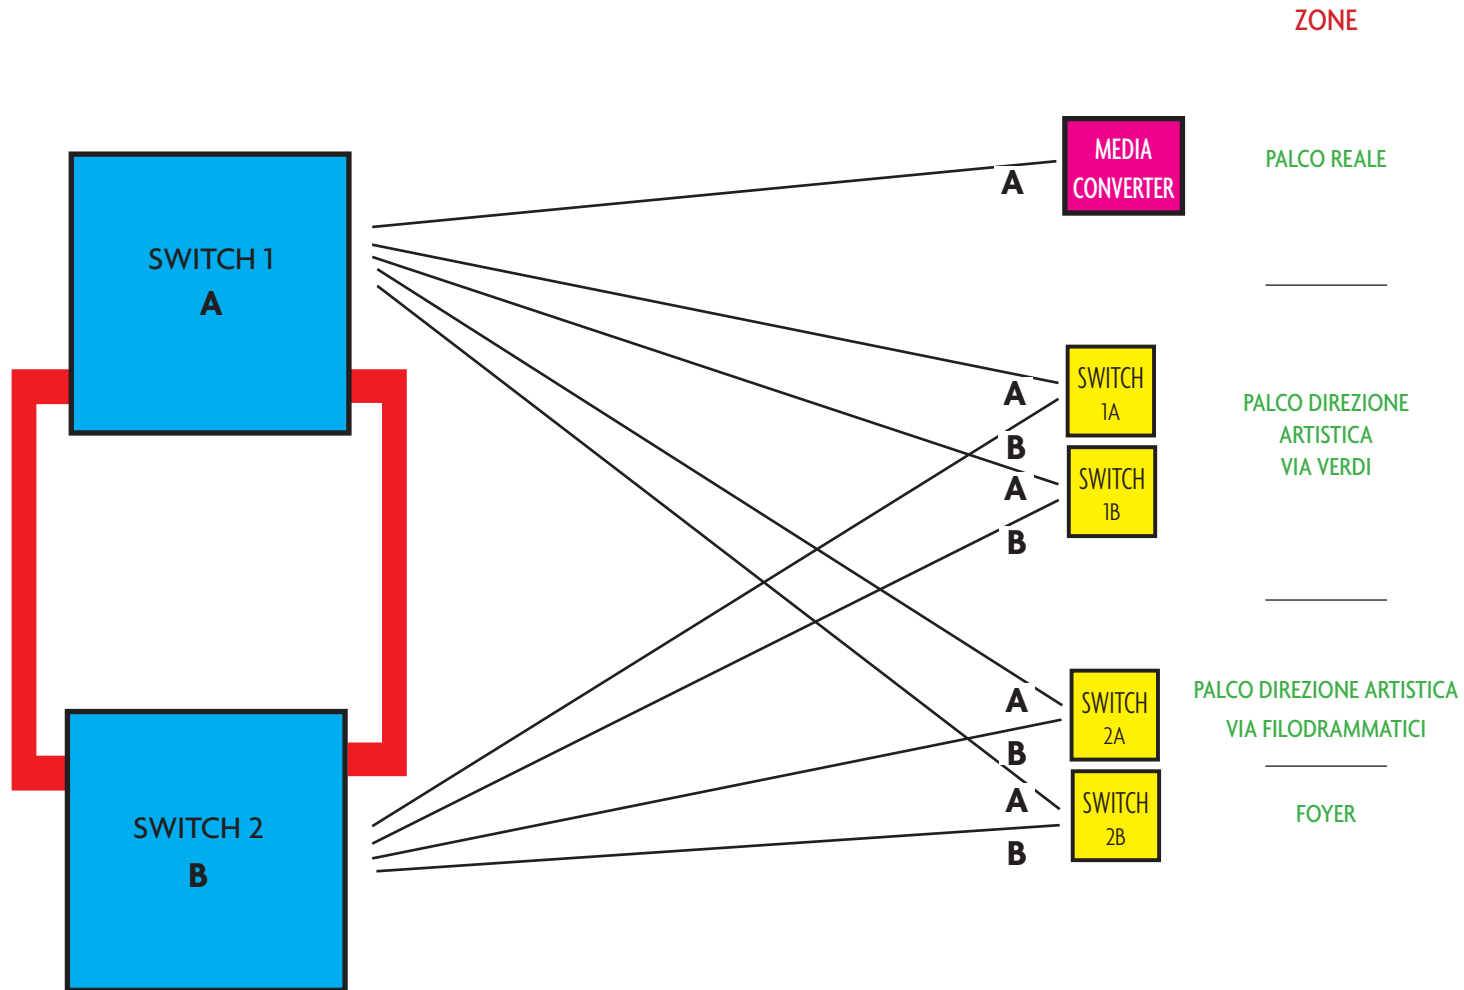 ZONE
MEDIA
CONVERTER
A
PALCO REALE
SWITCH 1
A
SWITCH
1A
A
B
PALCO DIREZIONE
ARTISTICA
VIA VERDI
SWITCH
1B
A
B
SWITCH
2A
A
B
PALCO DIREZIONE ARTISTICA
VIA FILODRAMMATICI
SWITCH 2
B
SWITCH
2B
A
B
FOYER